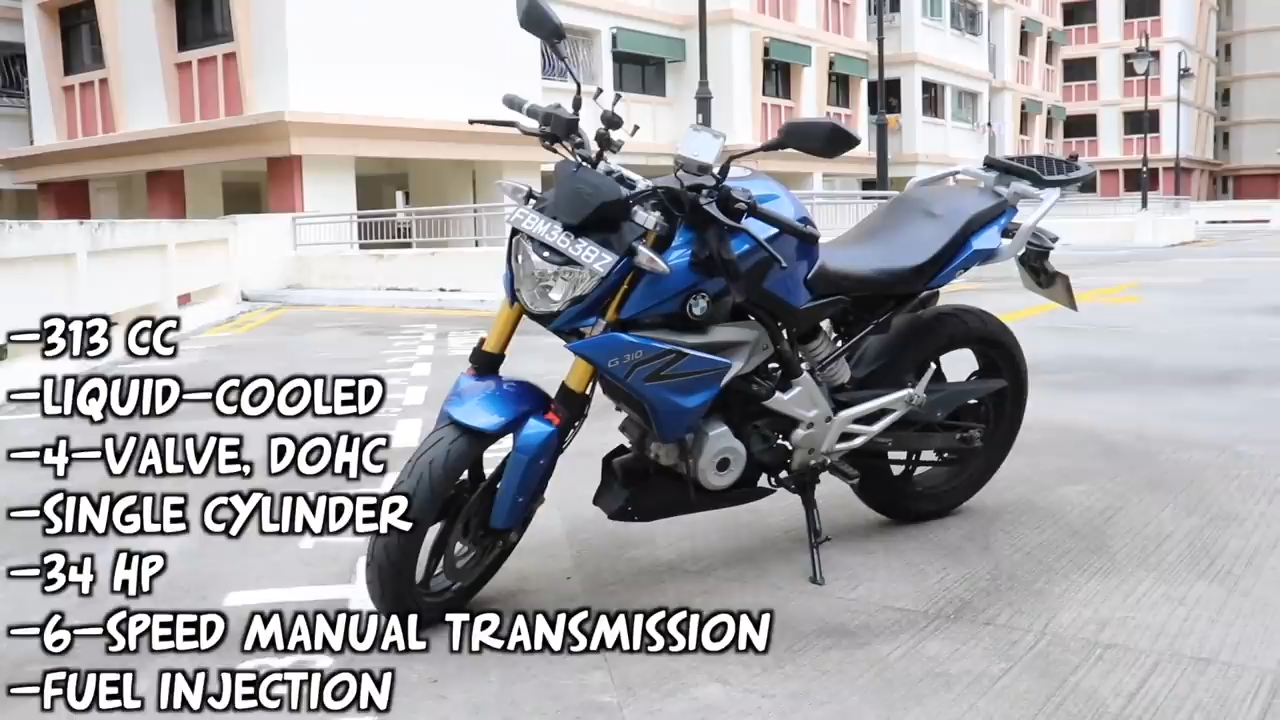 FBM3638Z
G 310
-313 CC
-LIQUID-COOLED
-4-VALVE, DOHC
-SINGLE CYLINDER
-34 HP
-6-SPEED MANUAL TRANSMISSION
-FUEL INJECTION